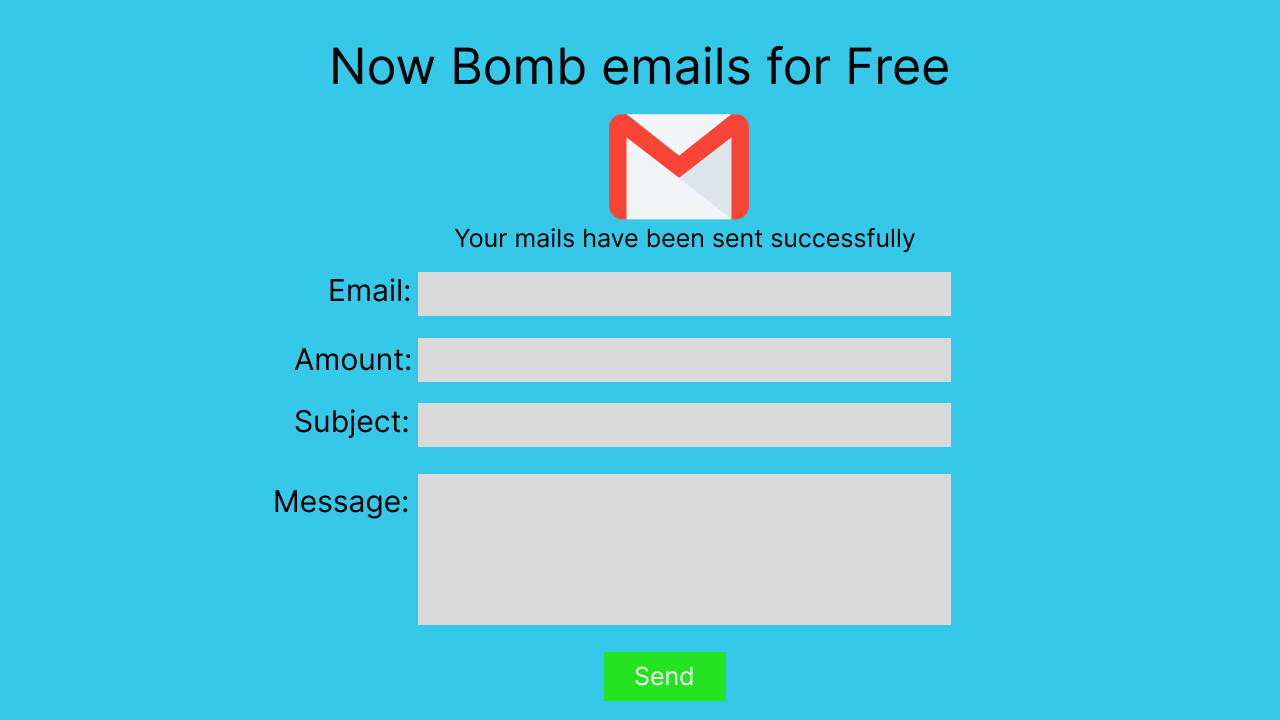 Now Bomb emails for Free
Your mails have been sent successfully
Email:
Amount:
Subject:
Message:
Send